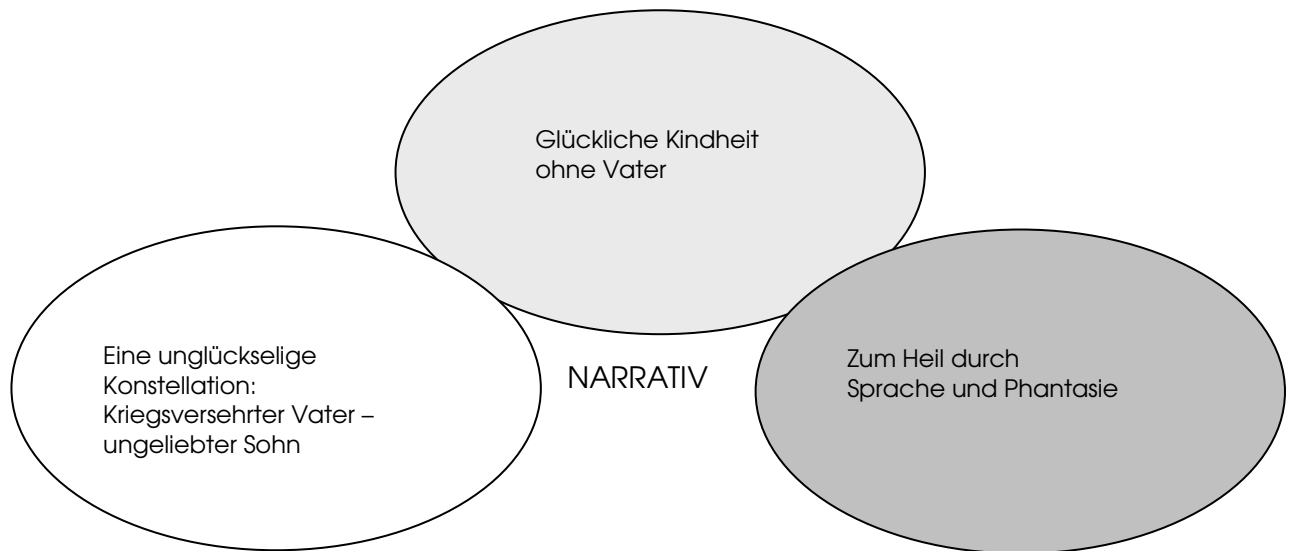 Glückliche Kindheit
ohne Vater
Eine unglückselige
Konstellation:
Kriegsversehrter Vater –
ungeliebter Sohn
NARRATIV
Zum Heil durch
Sprache und Phantasie